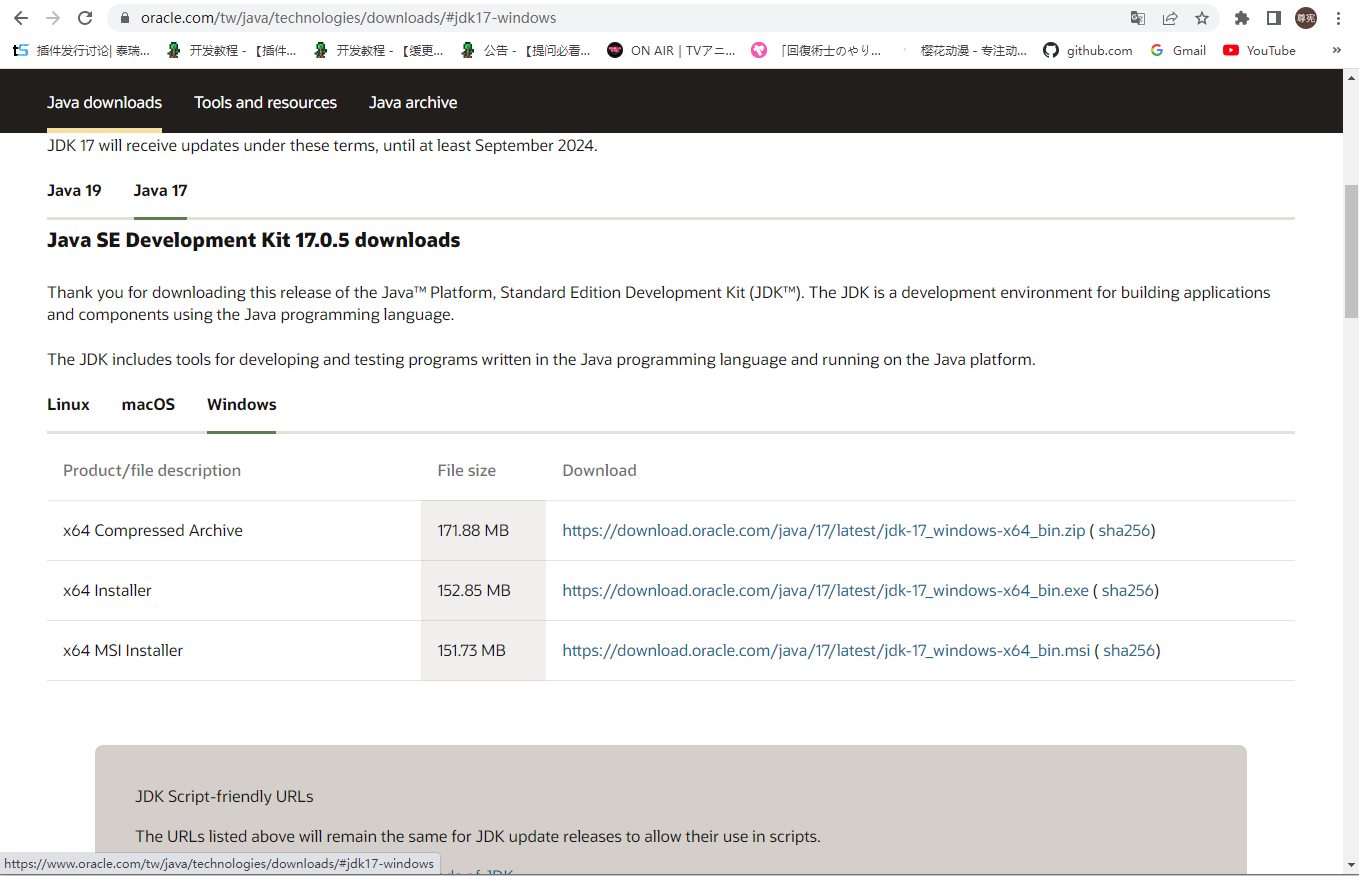 oracle.com/tw/java/technologies/downloads/#jdk17-windows
尊宪
tS 插件发行讨论| 泰瑞... 开发教程 - 【插件... 开发教程 - 【缓更... 公告 - 【提问必看... ON AIR | TVアニ... 「回復術士のやり... 樱花动漫 - 专注动... github.com Gmail YouTube »
Java downloads Tools and resources Java archive
JDK 17 will receive updates under these terms, until at least September 2024.
Java 19 Java 17
Java SE Development Kit 17.0.5 downloads
Thank you for downloading this release of the Java™ Platform, Standard Edition Development Kit (JDK™). The JDK is a development environment for building applications
and components using the Java programming language.
The JDK includes tools for developing and testing programs written in the Java programming language and running on the Java platform.
Linux macOS Windows
Product/file description File size Download
x64 Compressed Archive 171.88 MB https://download.oracle.com/java/17/latest/jdk-17_windows-x64_bin.zip ( sha256)
x64 Installer 152.85 MB https://download.oracle.com/java/17/latest/jdk-17_windows-x64_bin.exe ( sha256)
x64 MSI Installer 151.73 MB https://download.oracle.com/java/17/latest/jdk-17_windows-x64_bin.msi ( sha256)
JDK Script-friendly URLs
The URLs listed above will remain the same for JDK update releases to allow their use in scripts.
https://www.oracle.com/tw/java/technologies/downloads/#jdk17-windows